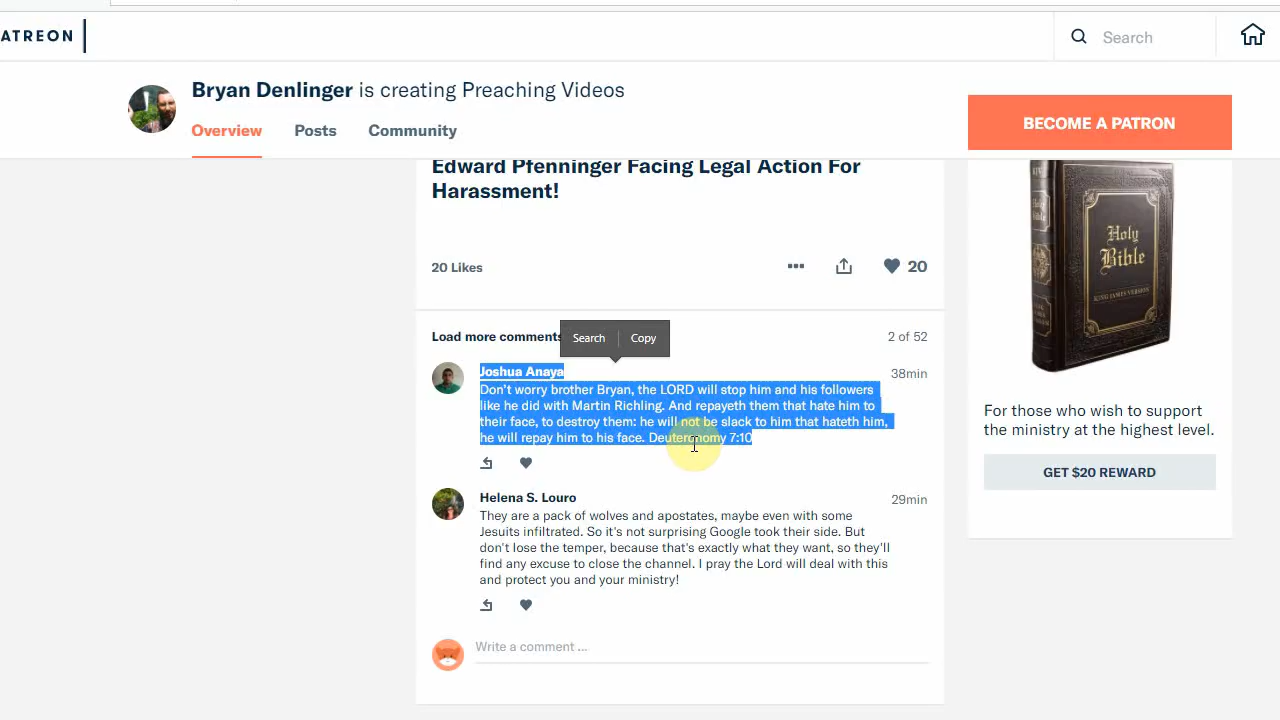 ATREON
Search
Bryan Denlinger is creating Preaching Videos
Overview Posts Community
BECOME A PATRON
Edward Pfenninger Facing Legal Action For
Harassment!
20 Likes
20
Load more comments
2 of 52
Search Copy
Joshua Anaya
38min
Don't worry brother Bryan, the LORD will stop him and his followers
like he did with Martin Richling. And repayeth them that hate him to
their face, to destroy them: he will not be slack to him that hateth him,
he will repay him to his face. Deuteronomy 7:10
Helena S. Louro
29min
They are a pack of wolves and apostates, maybe even with some
Jesuits infiltrated. So it's not surprising Google took their side. But
don't lose the temper, because that's exactly what they want, so they'll
find any excuse to close the channel. I pray the Lord will deal with this
and protect you and your ministry!
Write a comment ...
Holy
Bible
KING JAMES VERSION
For those who wish to support
the ministry at the highest level.
GET $20 REWARD